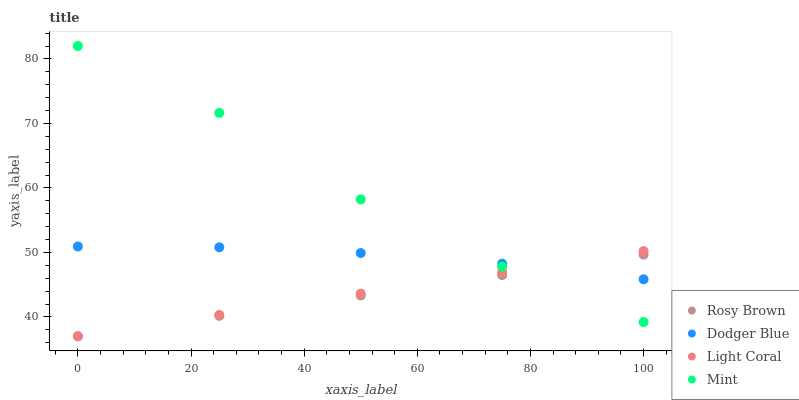 title
80
70
60
50
40
yaxis_label
0
20
40
60
80
100
xaxis_label
Rosy Brown
Dodger Blue
Light Coral
Mint